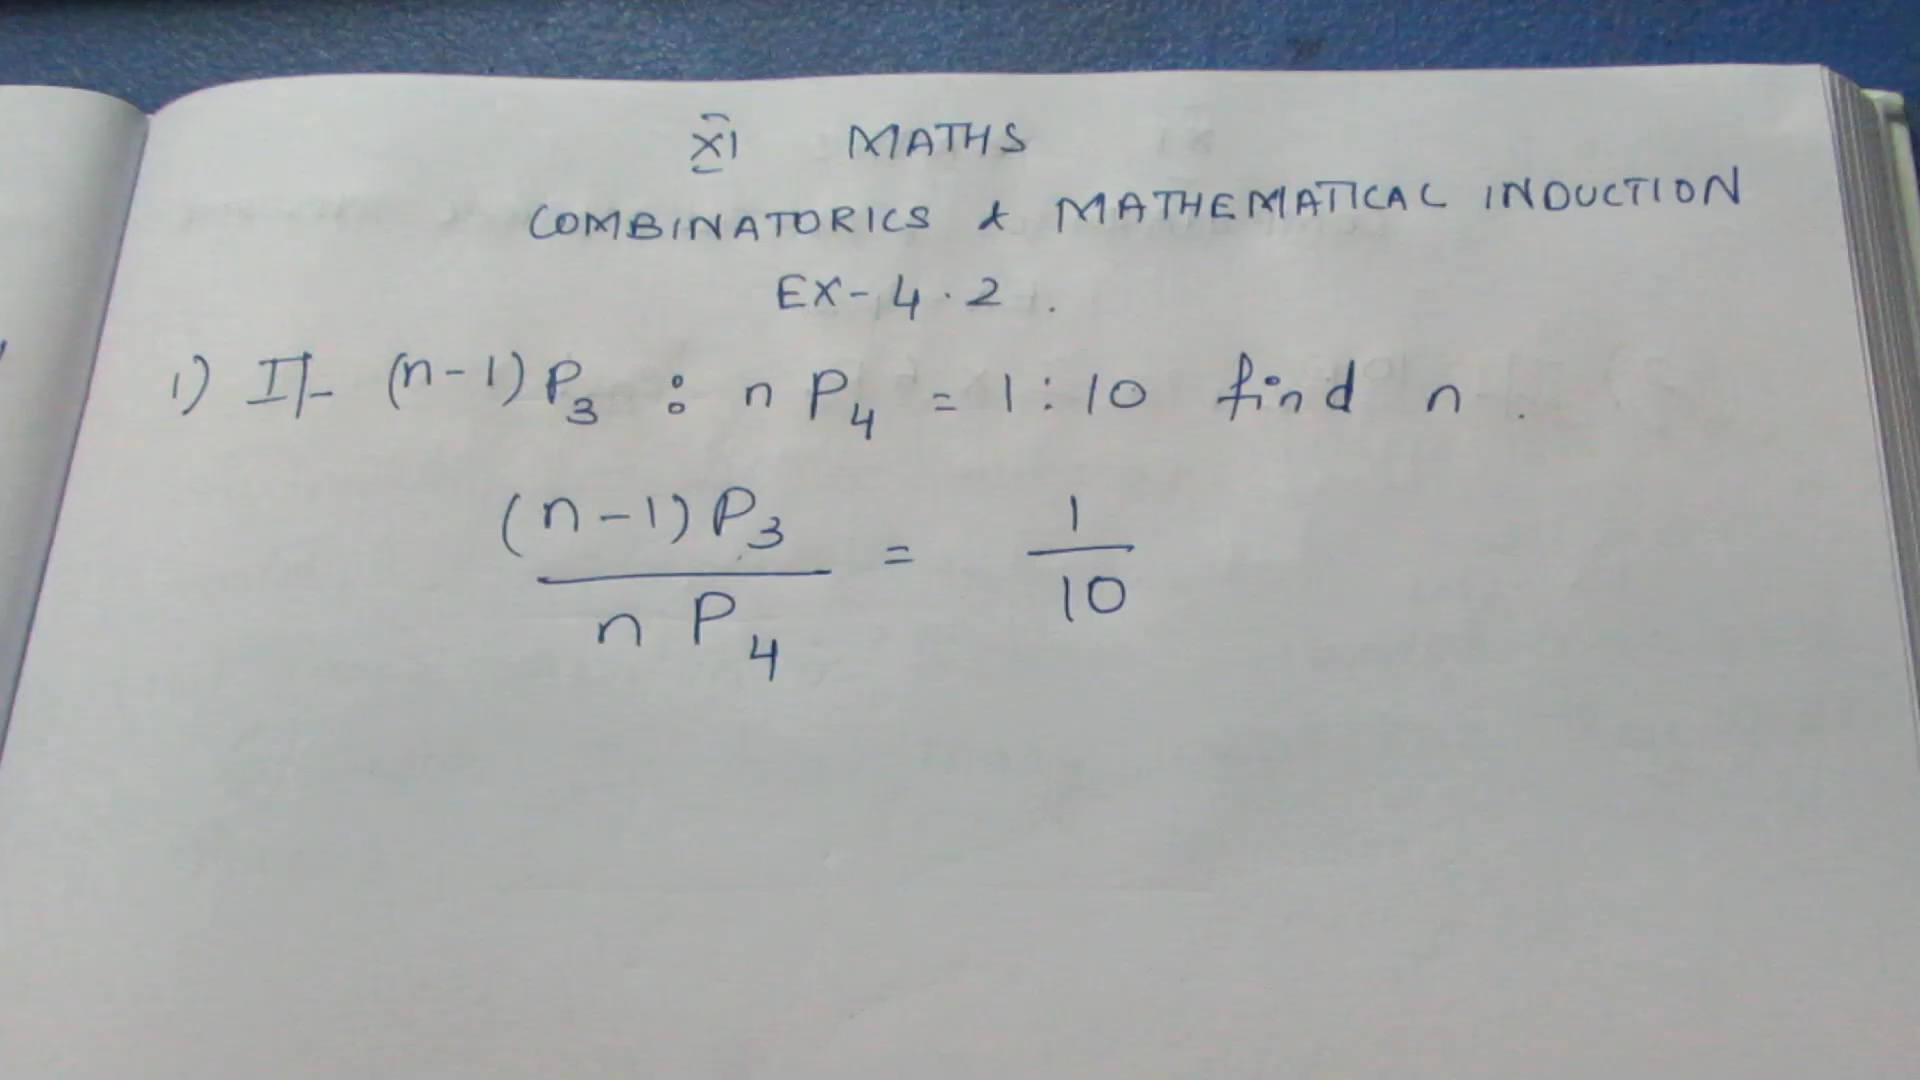 XI MATHS
COMBINATORICS & MATHEMATICAL INDUCTION
EX-4.2.
1) If (n-1)P₃ : nP₄ = 1:10 find n.
(n-1)P₃ / nP₄ = 1/10